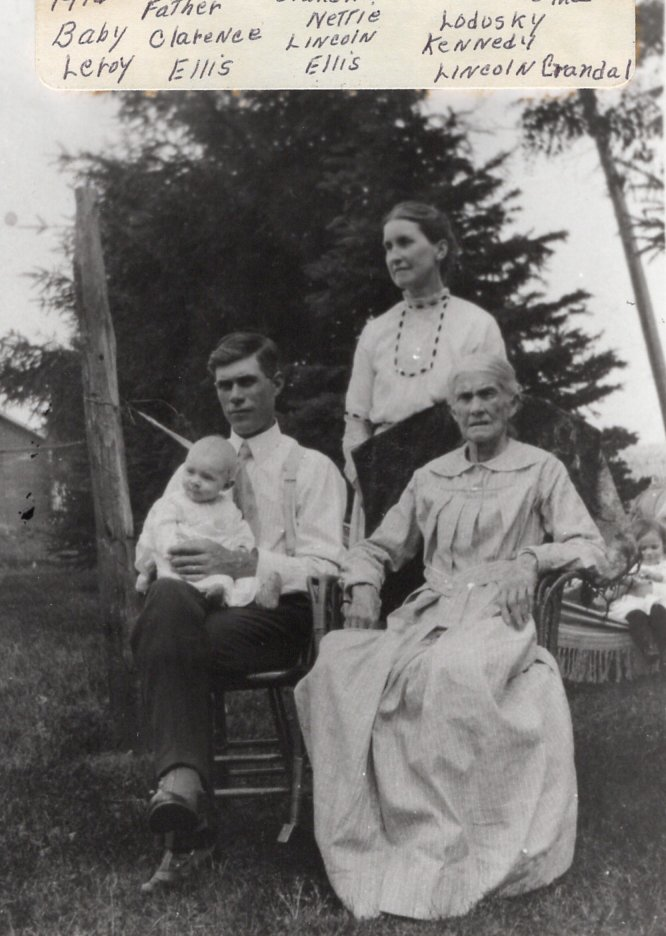 Father
Baby Clarence Nettie Lodusky
Leroy Ellis Lincoln Kennedy
Ellis Lincoln Crandal